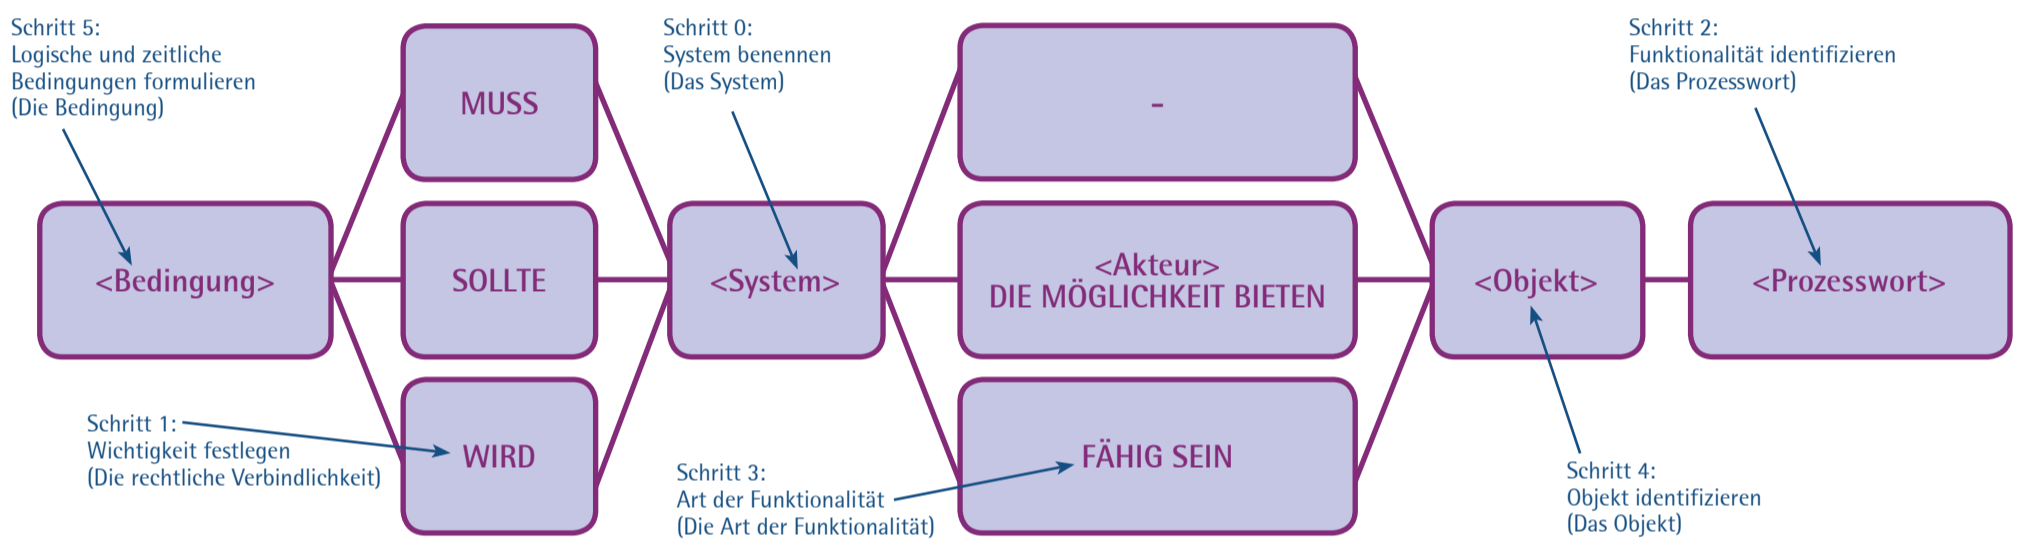 Schritt 5:
Logische und zeitliche
Bedingungen formulieren
(Die Bedingung)
<Bedingung>
MUSS
SOLLTE
WIRD
Schritt 1:
Wichtigkeit festlegen
(Die rechtliche Verbindlichkeit)
Schritt 0:
System benennen
(Das System)
<System>
-
<Akteur>
DIE MÖGLICHKEIT BIETEN
FÄHIG SEIN
Schritt 3:
Art der Funktionalität
(Die Art der Funktionalität)
<Objekt>
Schritt 4:
Objekt identifizieren
(Das Objekt)
Schritt 2:
Funktionalität identifizieren
(Das Prozesswort)
<Prozesswort>